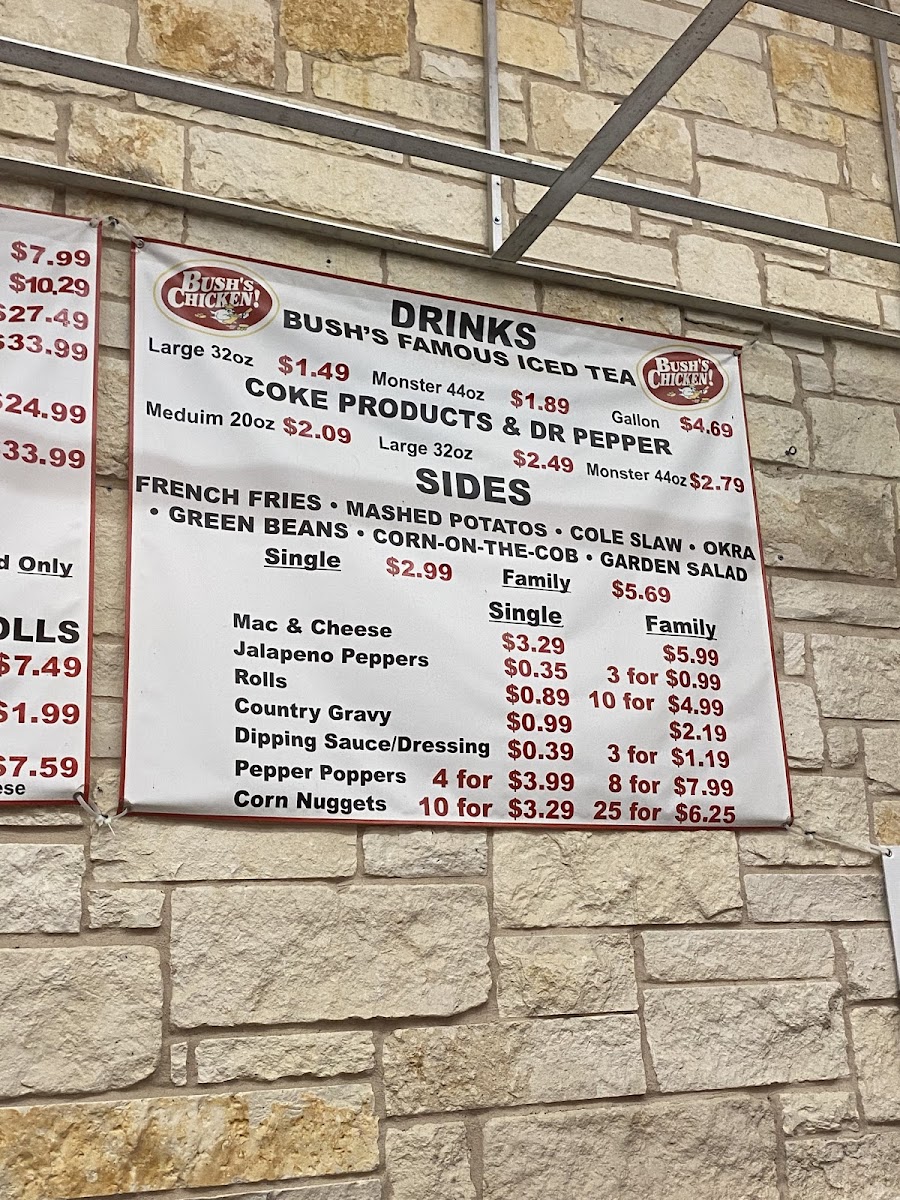 $7.99
$10.29
$27.49
$33.99
$24.99
33.99
Only
OLLS
$7.49
$1.99
$7.59
BUSH'S
CHICKEN!
DRINKS
BUSH'S FAMOUS ICED TEA
BUSH'S
CHICKEN!
Large 32oz $1.49 Monster 44oz $1.89 Gallon $4.69
COKE PRODUCTS & DR PEPPER
Meduim 20oz $2.09 Large 32oz $2.49 Monster 44oz $2.79
SIDES
FRENCH FRIES • MASHED POTATOS • COLE SLAW • OKRA
• GREEN BEANS • CORN-ON-THE-COB • GARDEN SALAD
Single $2.99 Family $5.69
Single Family
Mac & Cheese $3.29 $5.99
Jalapeno Peppers $0.35 3 for $0.99
Rolls $0.89 10 for $4.99
Country Gravy $0.99 $2.19
Dipping Sauce/Dressing $0.39 3 for $1.19
Pepper Poppers 4 for $3.99 8 for $7.99
Corn Nuggets 10 for $3.29 25 for $6.25